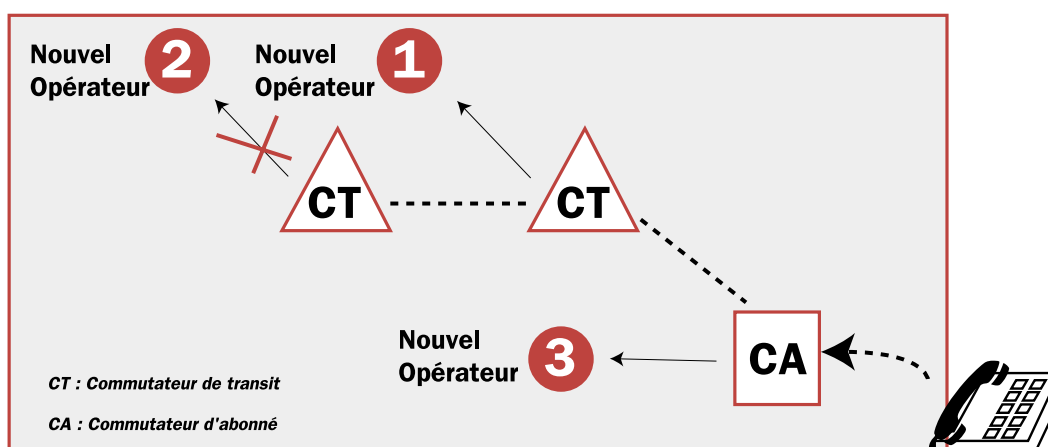 Nouvel
Opérateur 2
Nouvel
Opérateur 1
CT
CT
Nouvel
Opérateur 3
CA
CT : Commutateur de transit
CA : Commutateur d'abonné